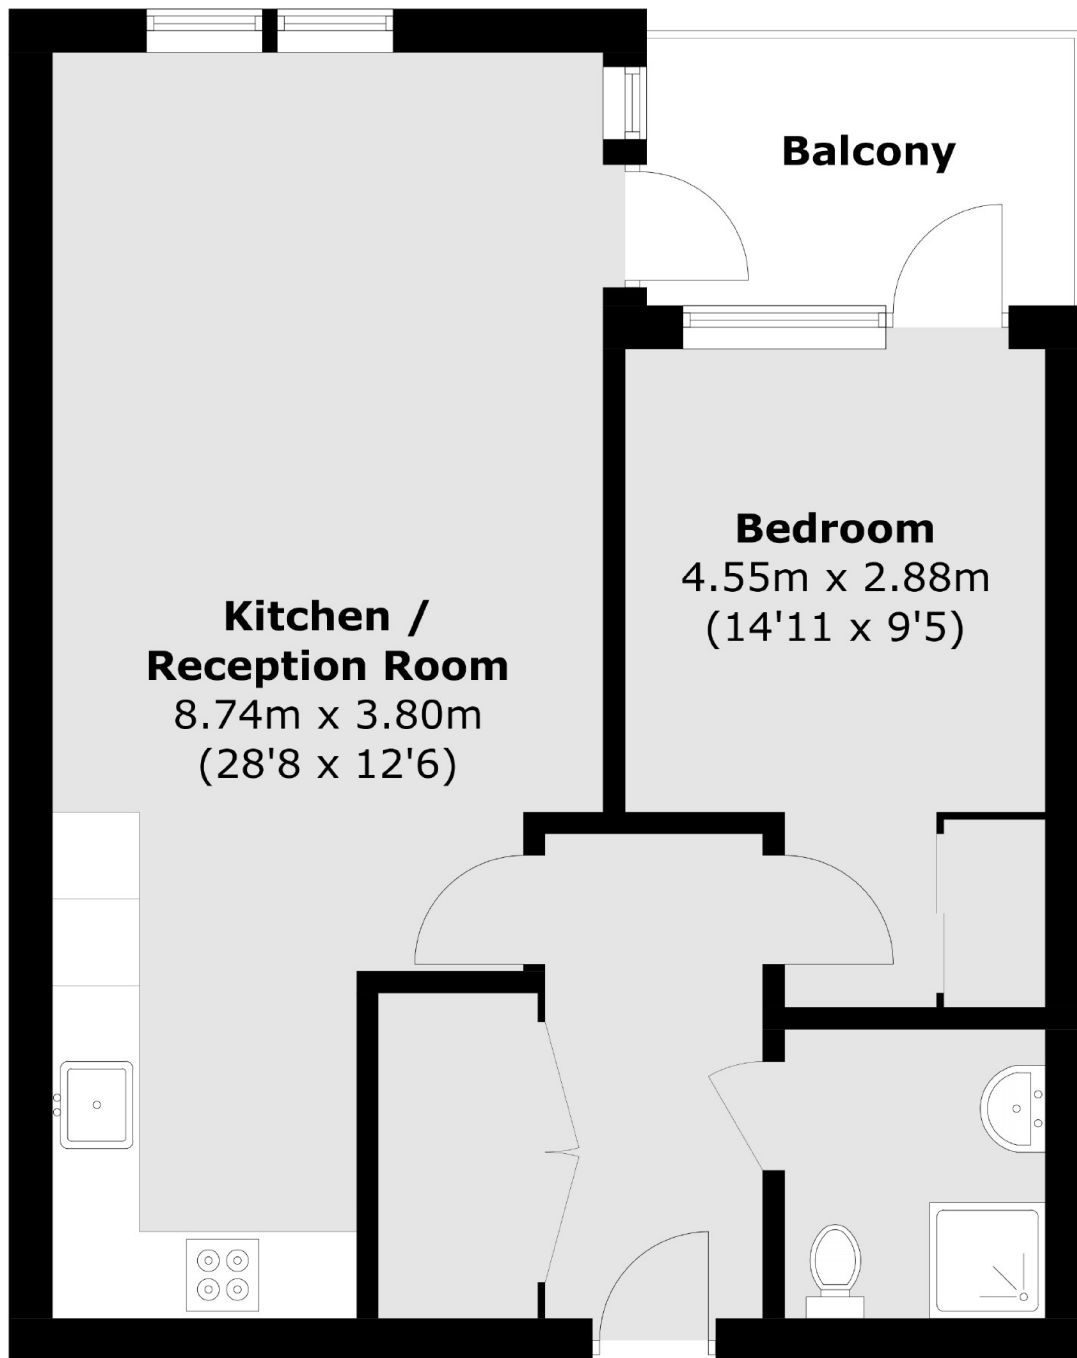 Balcony
Bedroom
4.55m x 2.88m
(14'11 x 9'5)
Kitchen /
Reception Room
8.74m x 3.80m
(28'8 x 12'6)